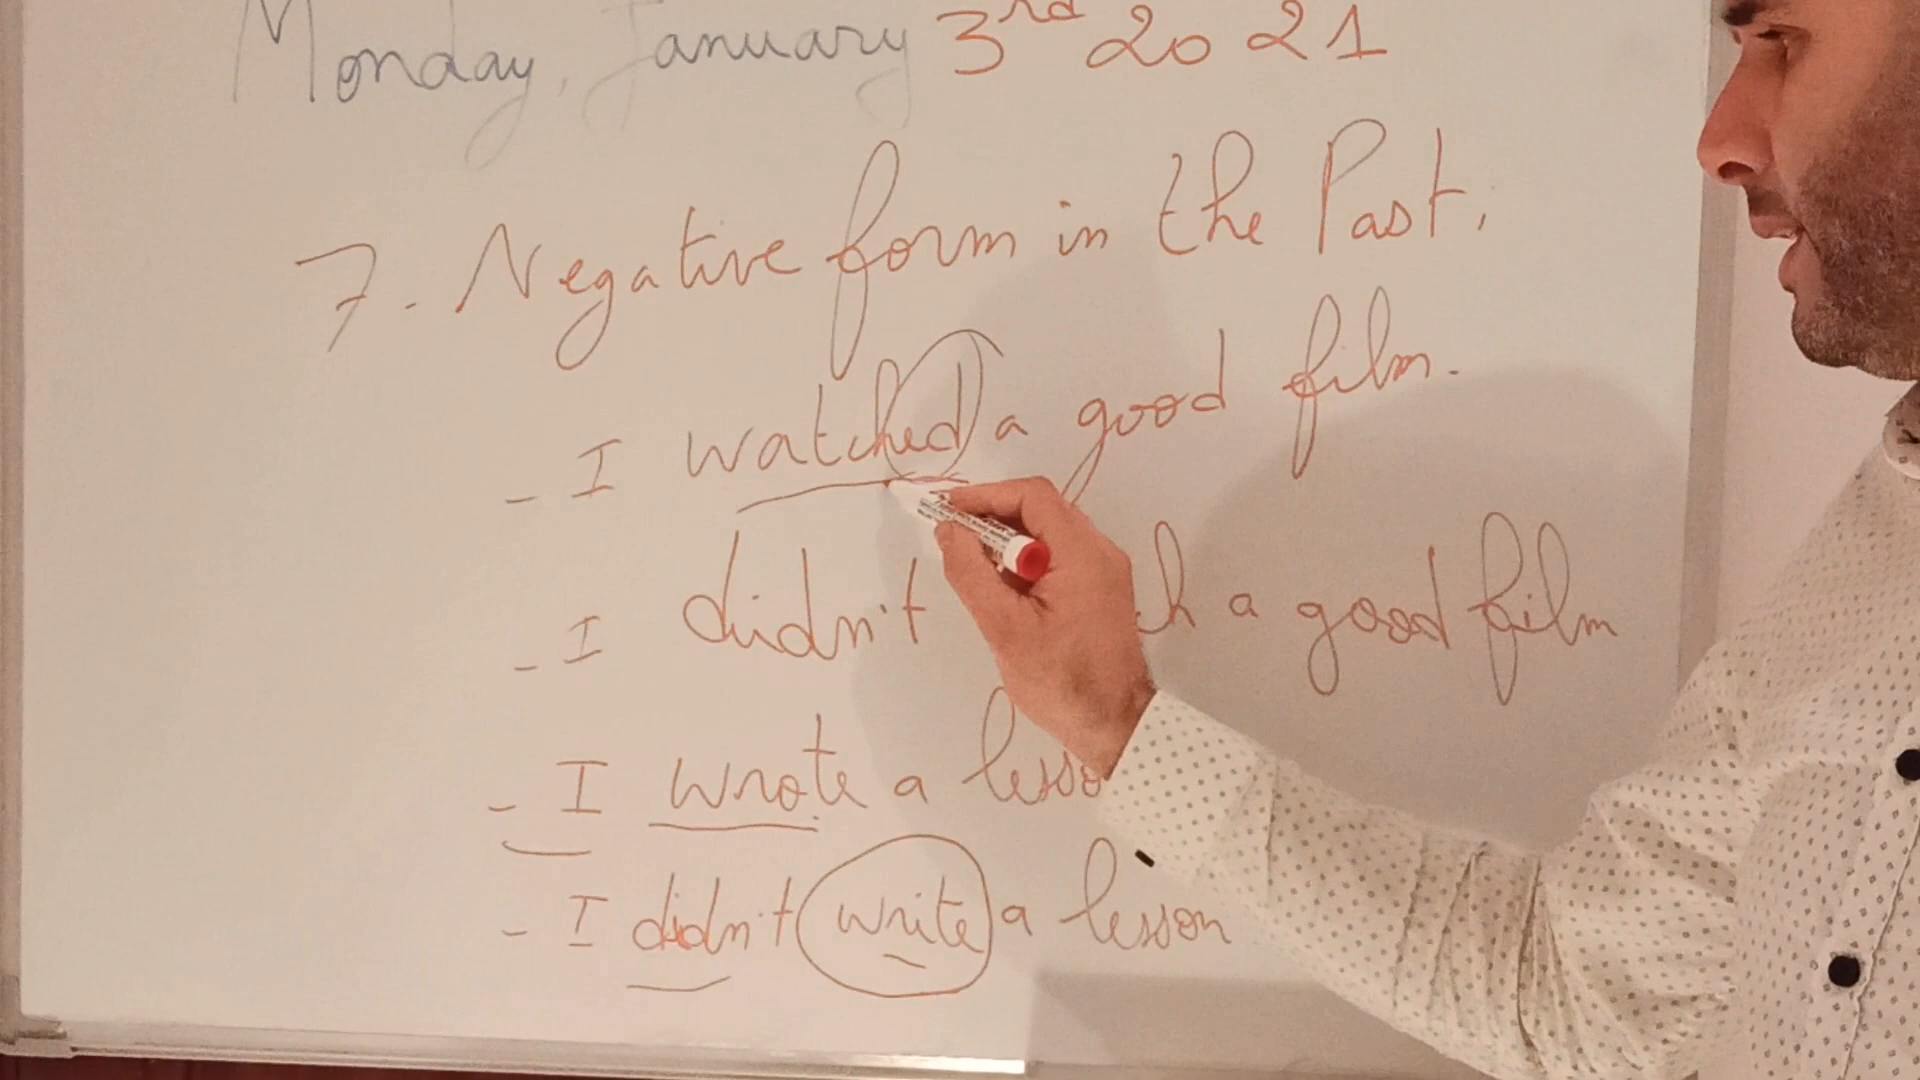 Monday, January 3rd 2021
7. Negative form in the Past.
- I watched a good film.
- I didn't a good film
- I wrote a
- I didn't write a lesson